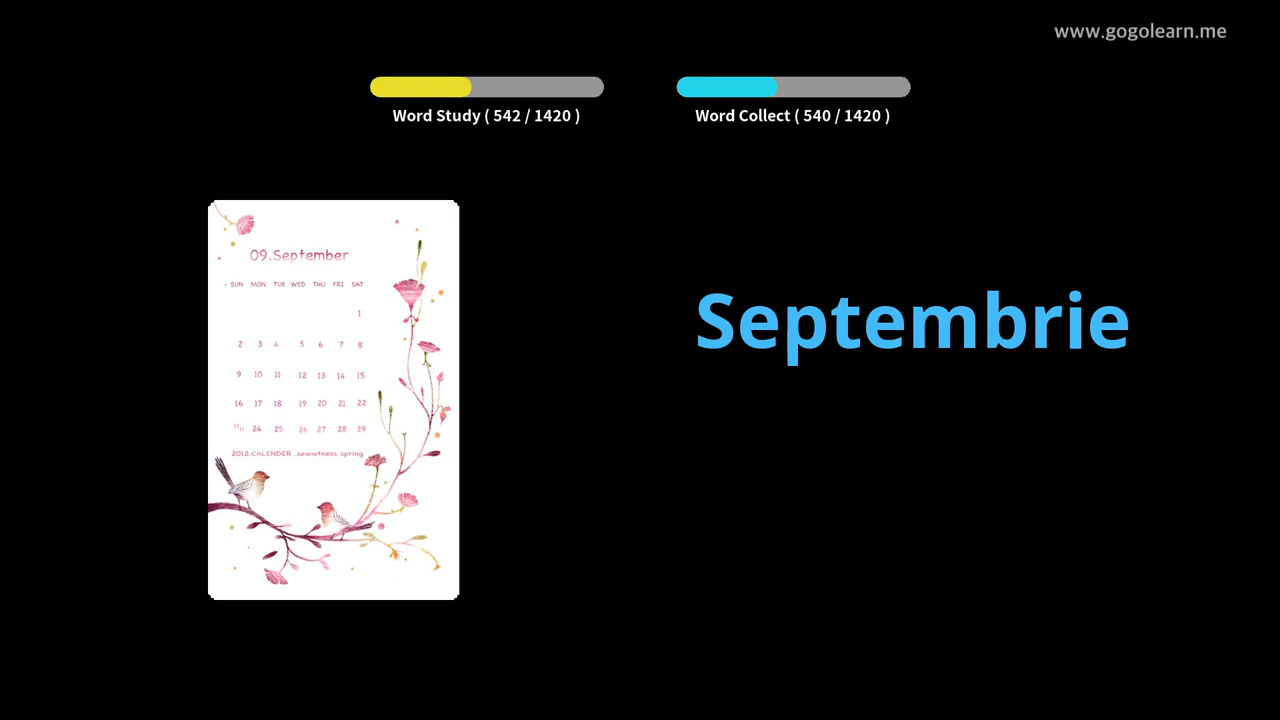 www.gogolearn.me
Word Study ( 542 / 1420 )
Word Collect ( 540 / 1420 )
09.September
SUN MON TUE WED THU FRI SAT
1
2 3 4 5 6 7 8
9 10 11 12 13 14 15
16 17 18 19 20 21 22
24 25 26 27 28 29
2012.CALENDER .sewwtness spring
Septembrie